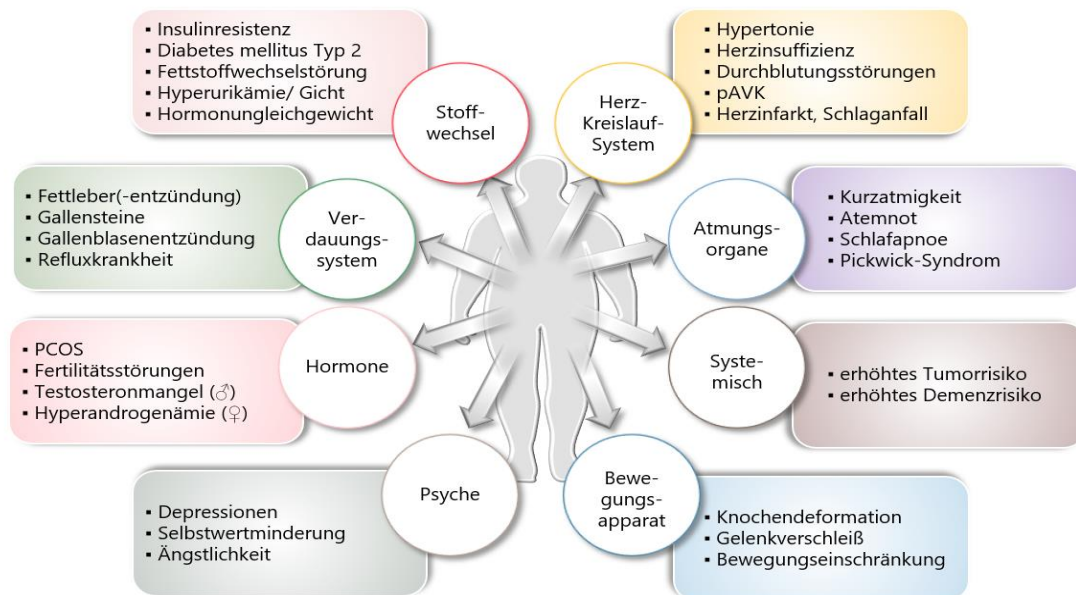 ▪ Insulinresistenz
▪ Diabetes mellitus Typ 2
▪ Fettstoffwechselstörung
▪ Hyperurikämie/ Gicht
▪ Hormonungleichgewicht
Stoff-
wechsel
Herz-
Kreislauf-
System
▪ Hypertonie
▪ Herzinsuffizienz
▪ Durchblutungsstörungen
▪ pAVK
▪ Herzinfarkt, Schlaganfall
▪ Fettleber(-entzündung)
▪ Gallensteine
▪ Gallenblasenentzündung
▪ Refluxkrankheit
Ver-
dauungs-
system
Atmungs-
organe
▪ Kurzatmigkeit
▪ Atemnot
▪ Schlafapnoe
▪ Pickwick-Syndrom
▪ PCOS
▪ Fertilitätsstörungen
▪ Testosteronmangel (♂)
▪ Hyperandrogenämie (♀)
Hormone
Syste-
misch
▪ erhöhtes Tumorrisiko
▪ erhöhtes Demenzrisiko
▪ Depressionen
▪ Selbstwertminderung
▪ Ängstlichkeit
Psyche
Bewe-
gungs-
apparat
▪ Knochendeformation
▪ Gelenkverschleiß
▪ Bewegungseinschränkung